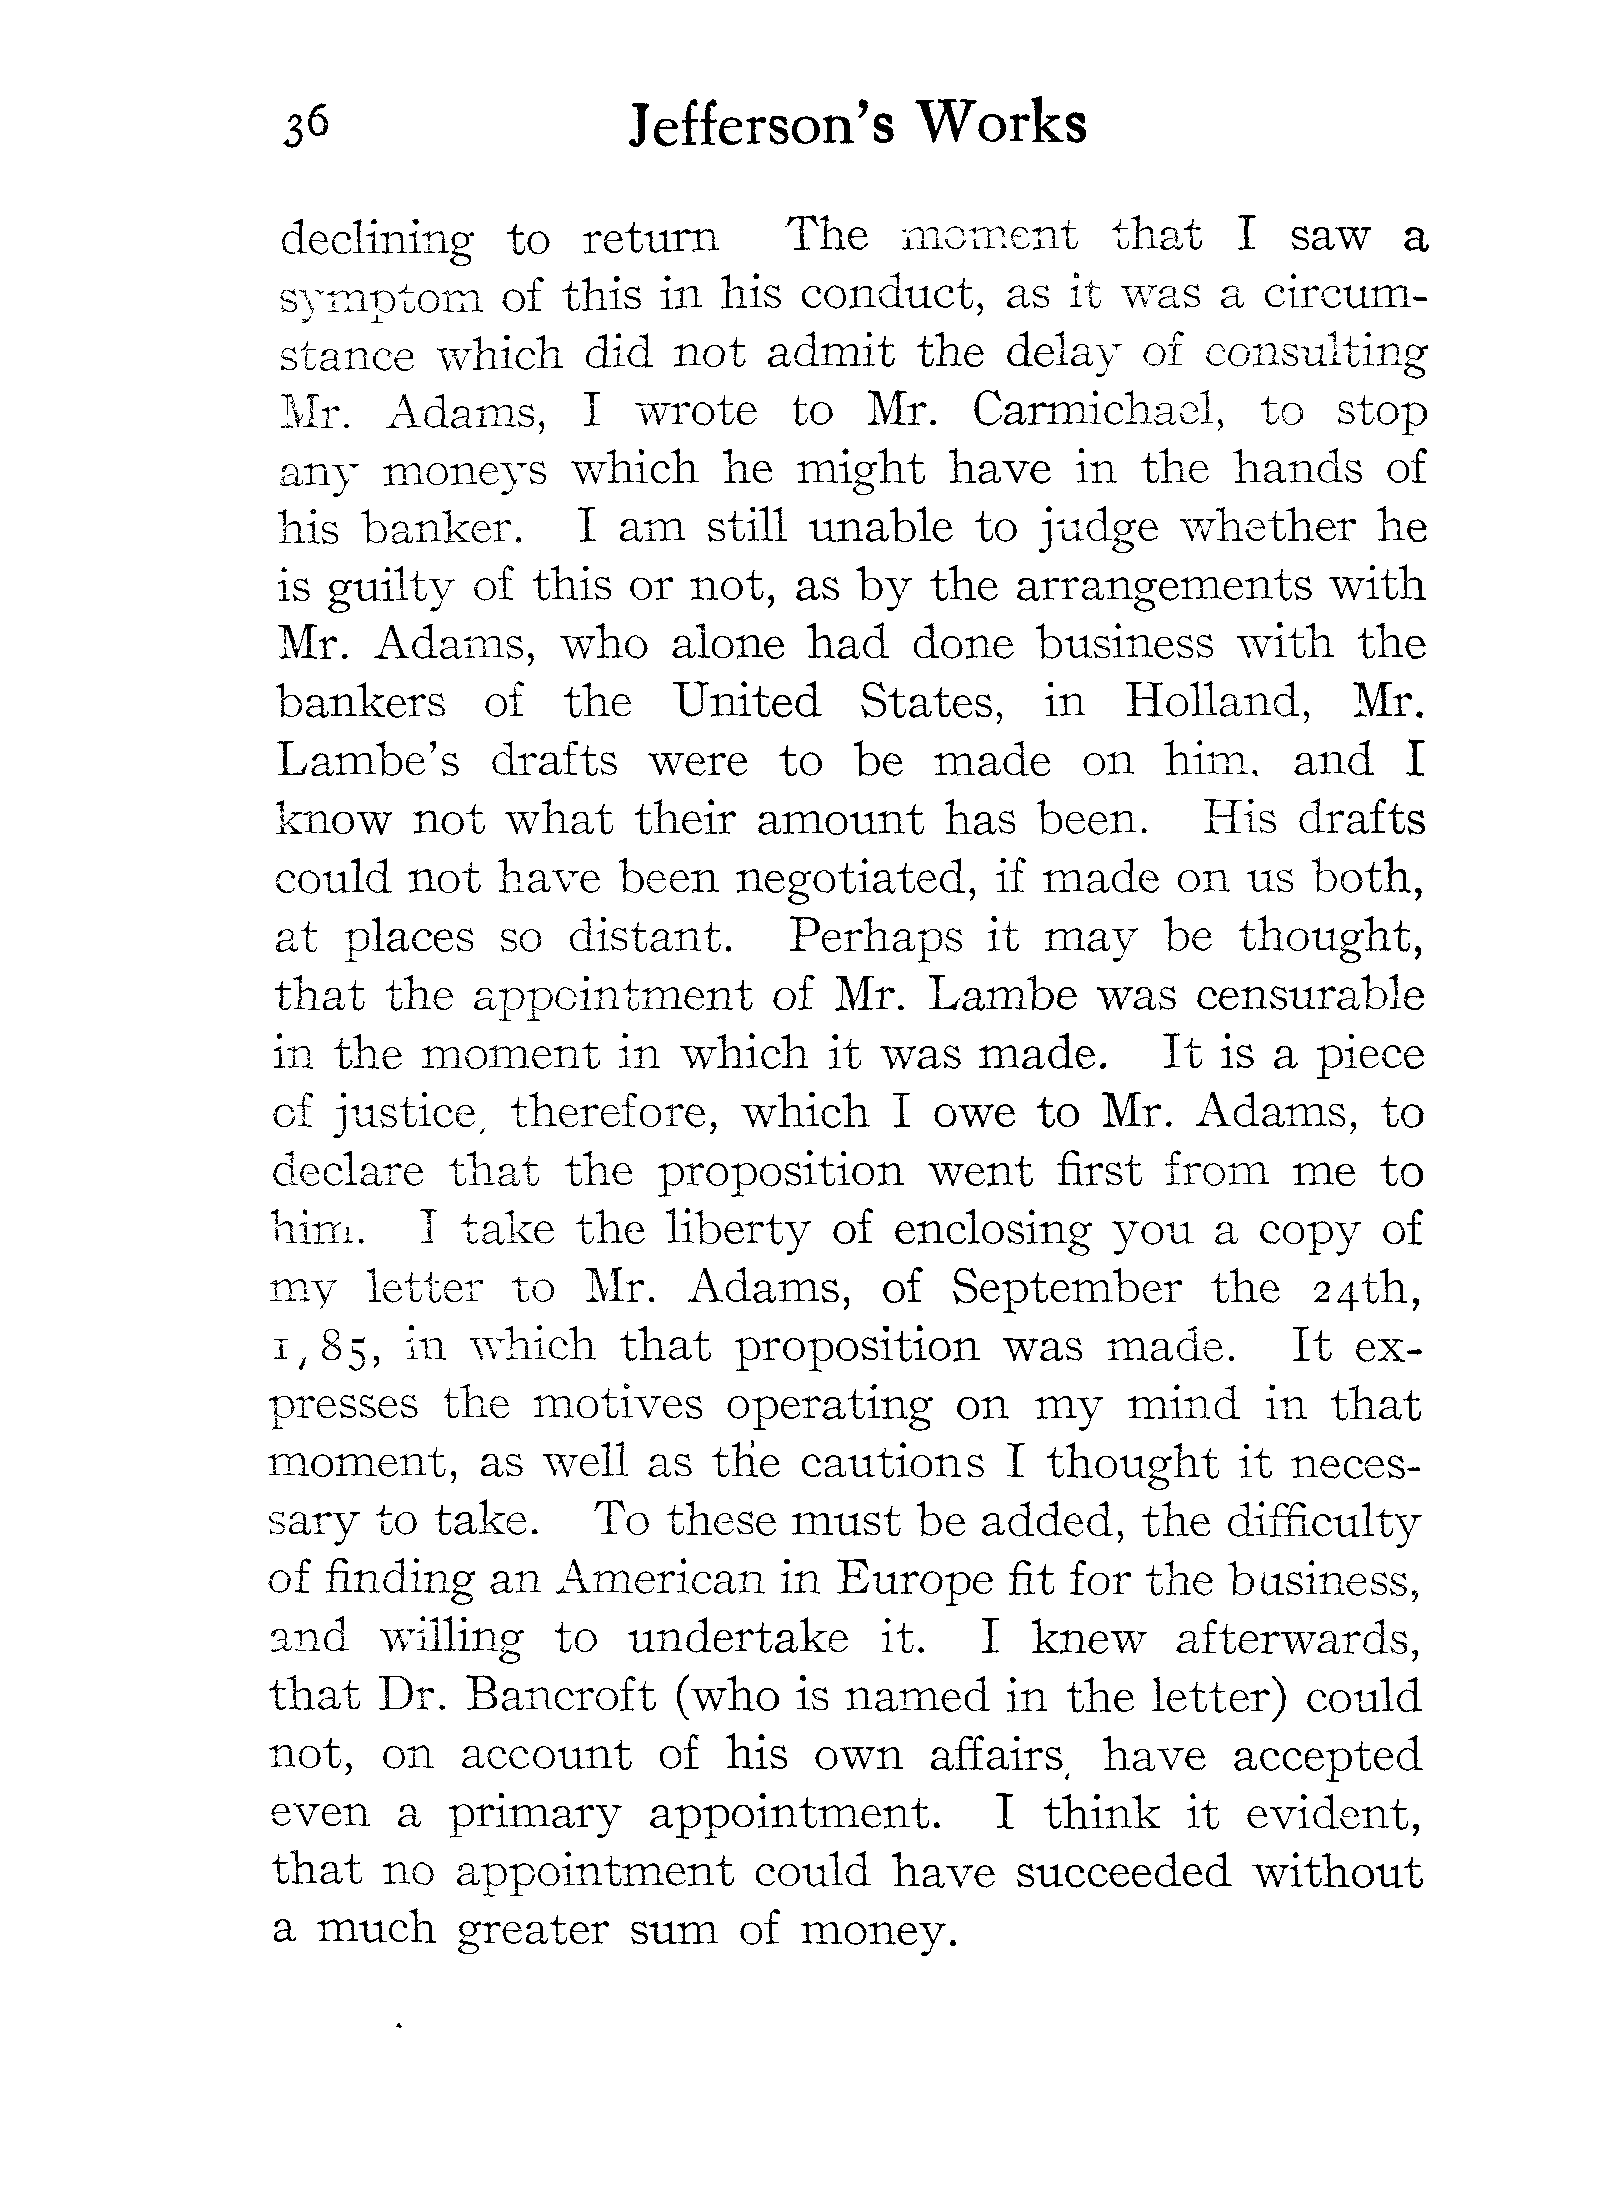 36 Jefferson's Works
declining to return The moment that I saw a
symptom of this in his conduct, as it was a circum-
stance which did not admit the delay of consulting
Mr. Adams, I wrote to Mr. Carmichael, to stop
any moneys which he might have in the hands of
his banker. I am still unable to judge whether he
is guilty of this or not, as by the arrangements with
Mr. Adams, who alone had done business with the
bankers of the United States, in Holland, Mr.
Lambe's drafts were to be made on him, and I
know not what their amount has been. His drafts
could not have been negotiated, if made on us both,
at places so distant. Perhaps it may be thought,
that the appointment of Mr. Lambe was censurable
in the moment in which it was made. It is a piece
of justice, therefore, which I owe to Mr. Adams, to
declare that the proposition went first from me to
him. I take the liberty of enclosing you a copy of
my letter to Mr. Adams, of September the 24th,
1785, in which that proposition was made. It ex-
presses the motives operating on my mind in that
moment, as well as the cautions I thought it neces-
sary to take. To these must be added, the difficulty
of finding an American in Europe fit for the business,
and willing to undertake it. I knew afterwards,
that Dr. Bancroft (who is named in the letter) could
not, on account of his own affairs, have accepted
even a primary appointment. I think it evident,
that no appointment could have succeeded without
a much greater sum of money.